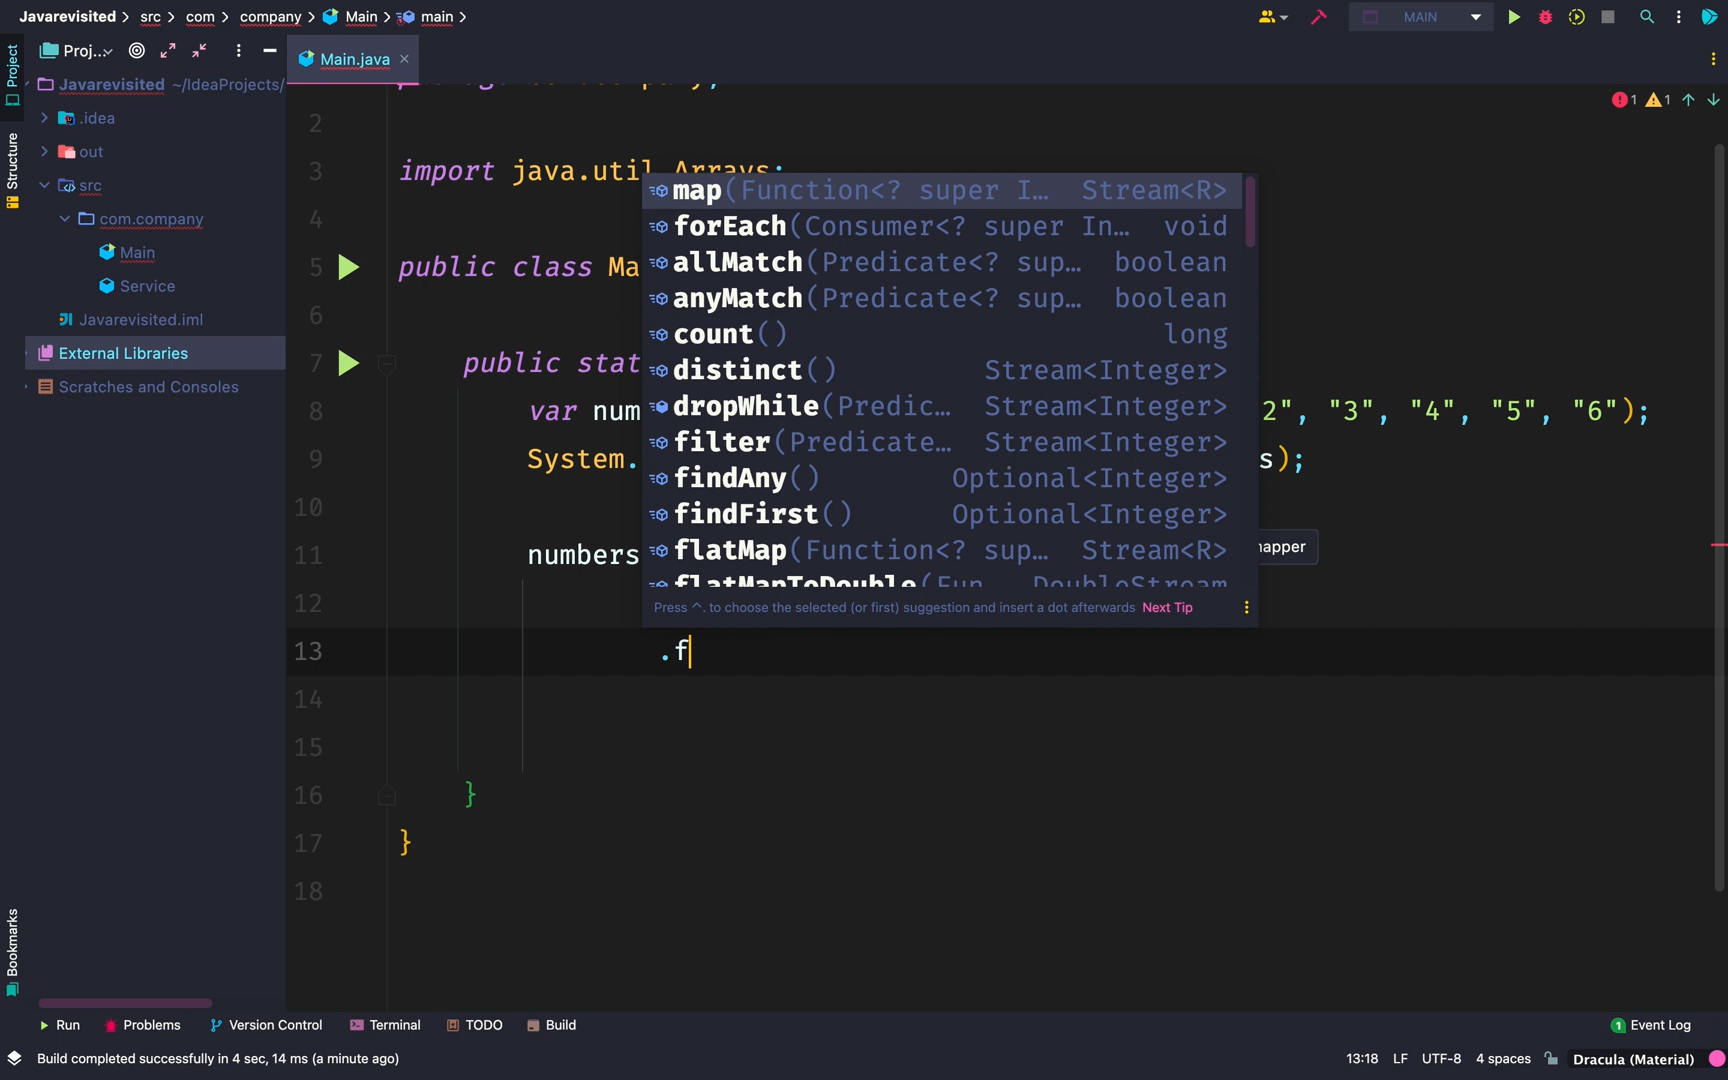 Javarevisited > src > com > company > Main > main >
MAIN
Project
Proj...
Main.java ×
Javarevisited ~/IdeaProjects/
.idea
out
src
com.company
Main
Service
Javarevisited.iml
External Libraries
Scratches and Consoles
Structure
Bookmarks
1 1
2
3 import java.util.Arrays;
4
5 public class Ma
6
7 public stat
8 var num 2", "3", "4", "5", "6");
9 System. s);
10
11 numbers
12
13 .f
14
15
16 }
17 }
18
map(Function<? super I... Stream<R>
forEach(Consumer<? super In... void
allMatch(Predicate<? sup... boolean
anyMatch(Predicate<? sup... boolean
count() long
distinct() Stream<Integer>
dropWhile(Predic... Stream<Integer>
filter(Predicate... Stream<Integer>
findAny() Optional<Integer>
findFirst() Optional<Integer>
flatMap(Function<? sup... Stream<R>
flatMapToDouble(Fun... DoubleStream
Press ^. to choose the selected (or first) suggestion and insert a dot afterwards Next Tip
mapper
Run Problems Version Control Terminal TODO Build 1 Event Log
Build completed successfully in 4 sec, 14 ms (a minute ago) 13:18 LF UTF-8 4 spaces Dracula (Material)